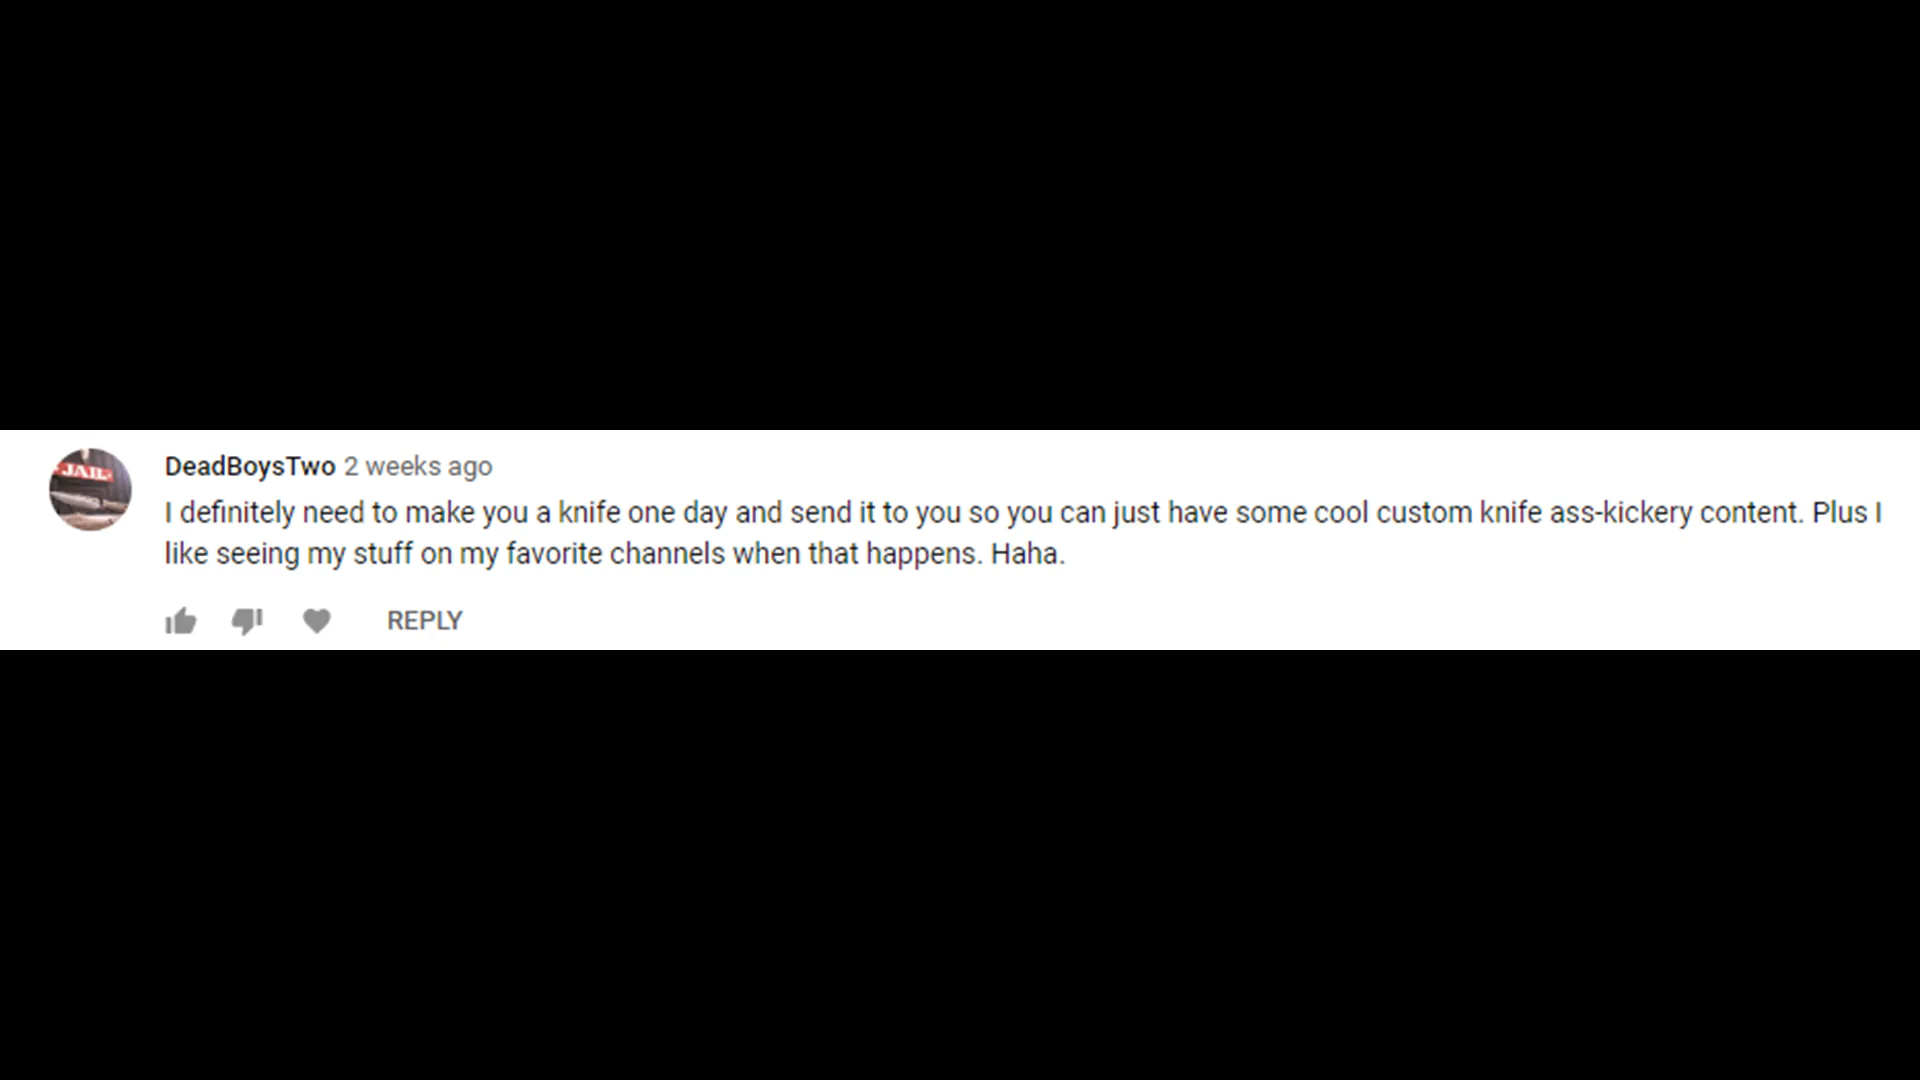 JAIL
DeadBoysTwo 2 weeks ago
I definitely need to make you a knife one day and send it to you so you can just have some cool custom knife ass-kickery content. Plus I
like seeing my stuff on my favorite channels when that happens. Haha.
REPLY